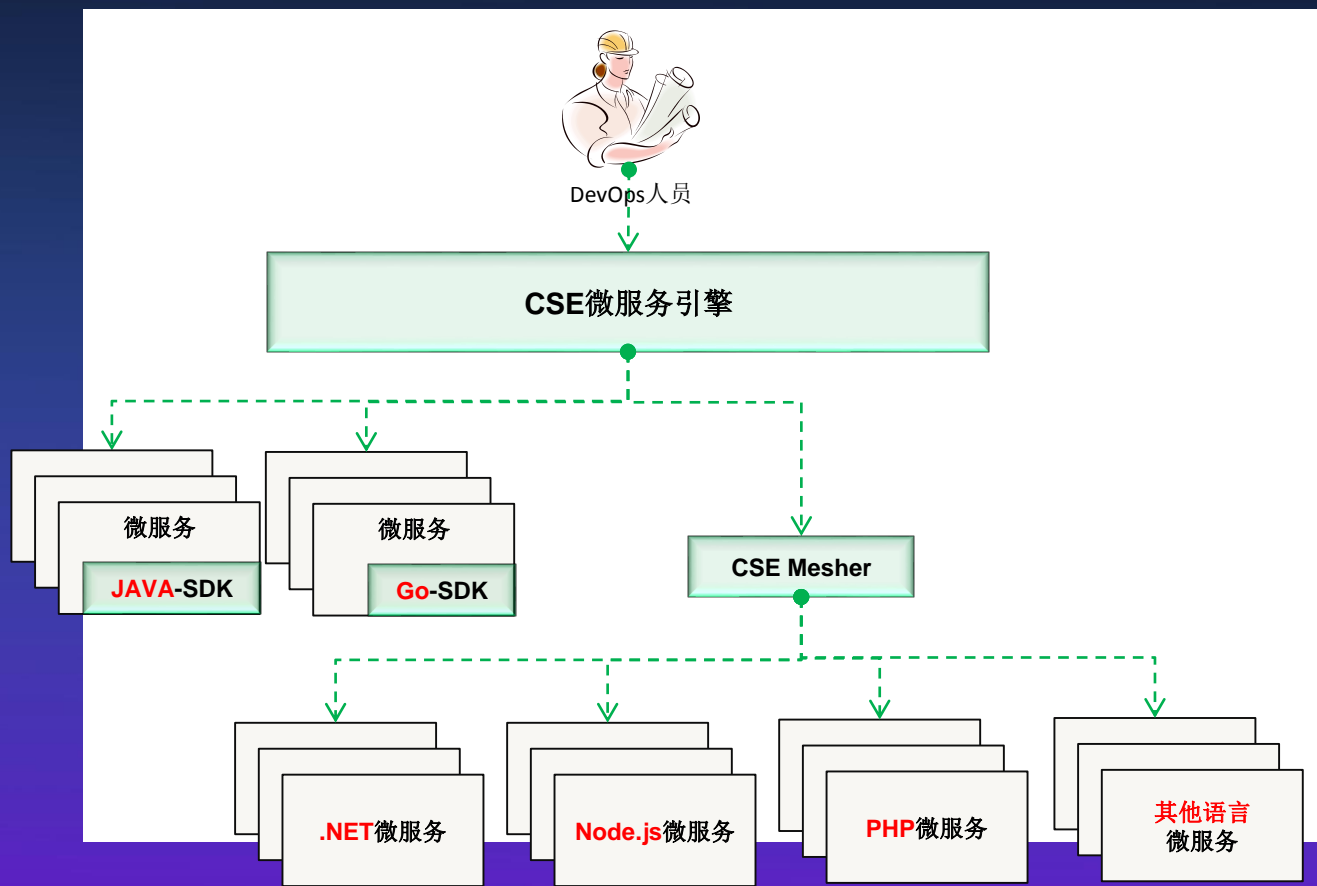 DevOps人员
CSE微服务引擎
微服务
JAVA-SDK
微服务
Go-SDK
CSE Mesher
.NET微服务
Node.js微服务
PHP微服务
其他语言
微服务